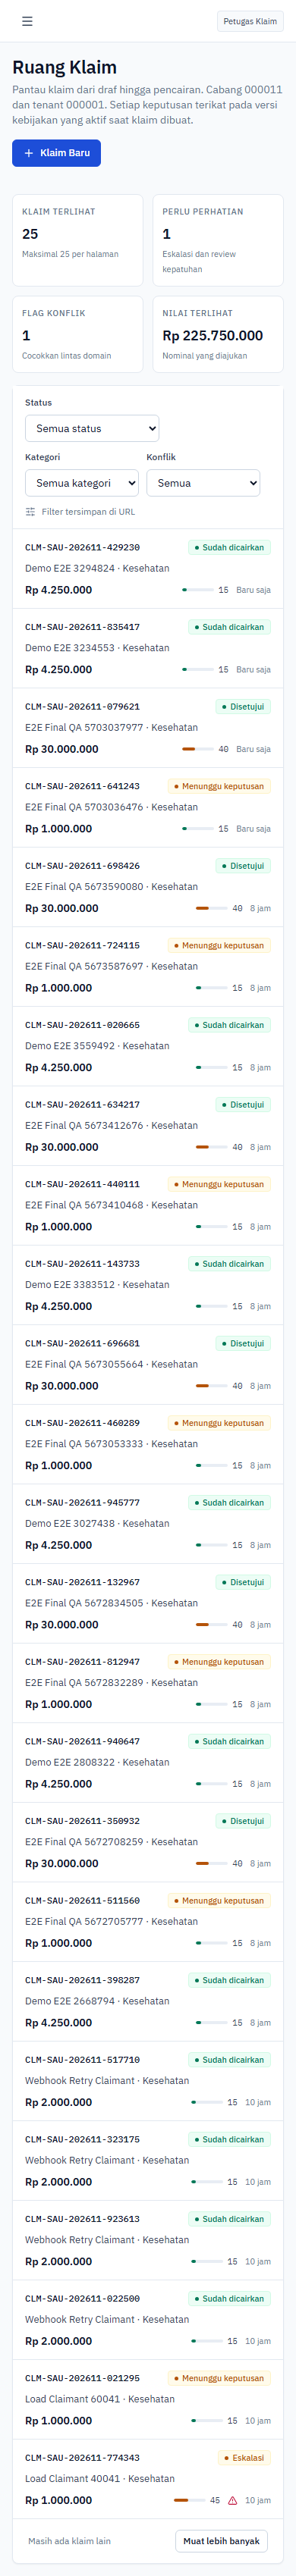 Petugas Klaim
Ruang Klaim
Pantau klaim dari draf hingga pencairan. Cabang 000011
dan tenant 000001. Setiap keputusan terikat pada versi
kebijakan yang aktif saat klaim dibuat.
+ Klaim Baru
KLAIM TERLIHAT
25
Maksimal 25 per halaman
PERLU PERHATIAN
1
Eskalasi dan review
kepatuhan
FLAG KONFLIK
1
Cocokkan lintas domain
NILAI TERLIHAT
Rp 225.750.000
Nominal yang diajukan
Status
Semua status
Kategori
Konflik
Semua kategori
Semua
Filter tersimpan di URL
CLM-SAU-202611-429230 Sudah dicairkan
Demo E2E 3294824 · Kesehatan
Rp 4.250.000 15 Baru saja
CLM-SAU-202611-835417 Sudah dicairkan
Demo E2E 3234553 · Kesehatan
Rp 4.250.000 15 Baru saja
CLM-SAU-202611-079621 Disetujui
E2E Final QA 5703037977 · Kesehatan
Rp 30.000.000 40 Baru saja
CLM-SAU-202611-641243 Menunggu keputusan
E2E Final QA 5703036476 · Kesehatan
Rp 1.000.000 15 Baru saja
CLM-SAU-202611-698426 Disetujui
E2E Final QA 5673590080 · Kesehatan
Rp 30.000.000 40 8 jam
CLM-SAU-202611-724115 Menunggu keputusan
E2E Final QA 5673587697 · Kesehatan
Rp 1.000.000 15 8 jam
CLM-SAU-202611-020665 Sudah dicairkan
Demo E2E 3559492 · Kesehatan
Rp 4.250.000 15 8 jam
CLM-SAU-202611-634217 Disetujui
E2E Final QA 5673412676 · Kesehatan
Rp 30.000.000 40 8 jam
CLM-SAU-202611-440111 Menunggu keputusan
E2E Final QA 5673410468 · Kesehatan
Rp 1.000.000 15 8 jam
CLM-SAU-202611-143733 Sudah dicairkan
Demo E2E 3383512 · Kesehatan
Rp 4.250.000 15 8 jam
CLM-SAU-202611-696681 Disetujui
E2E Final QA 5673055664 · Kesehatan
Rp 30.000.000 40 8 jam
CLM-SAU-202611-460289 Menunggu keputusan
E2E Final QA 5673053333 · Kesehatan
Rp 1.000.000 15 8 jam
CLM-SAU-202611-945777 Sudah dicairkan
Demo E2E 3027438 · Kesehatan
Rp 4.250.000 15 8 jam
CLM-SAU-202611-132967 Disetujui
E2E Final QA 5672834505 · Kesehatan
Rp 30.000.000 40 8 jam
CLM-SAU-202611-812947 Menunggu keputusan
E2E Final QA 5672832289 · Kesehatan
Rp 1.000.000 15 8 jam
CLM-SAU-202611-940647 Sudah dicairkan
Demo E2E 2808322 · Kesehatan
Rp 4.250.000 15 8 jam
CLM-SAU-202611-350932 Disetujui
E2E Final QA 5672708259 · Kesehatan
Rp 30.000.000 40 8 jam
CLM-SAU-202611-511560 Menunggu keputusan
E2E Final QA 5672705777 · Kesehatan
Rp 1.000.000 15 8 jam
CLM-SAU-202611-398287 Sudah dicairkan
Demo E2E 2668794 · Kesehatan
Rp 4.250.000 15 8 jam
CLM-SAU-202611-517710 Sudah dicairkan
Webhook Retry Claimant · Kesehatan
Rp 2.000.000 15 10 jam
CLM-SAU-202611-323175 Sudah dicairkan
Webhook Retry Claimant · Kesehatan
Rp 2.000.000 15 10 jam
CLM-SAU-202611-923613 Sudah dicairkan
Webhook Retry Claimant · Kesehatan
Rp 2.000.000 15 10 jam
CLM-SAU-202611-022500 Sudah dicairkan
Webhook Retry Claimant · Kesehatan
Rp 2.000.000 15 10 jam
CLM-SAU-202611-021295 Menunggu keputusan
Load Claimant 60041 · Kesehatan
Rp 1.000.000 15 10 jam
CLM-SAU-202611-774343 Eskalasi
Load Claimant 40041 · Kesehatan
Rp 1.000.000 45 10 jam
Masih ada klaim lain Muat lebih banyak